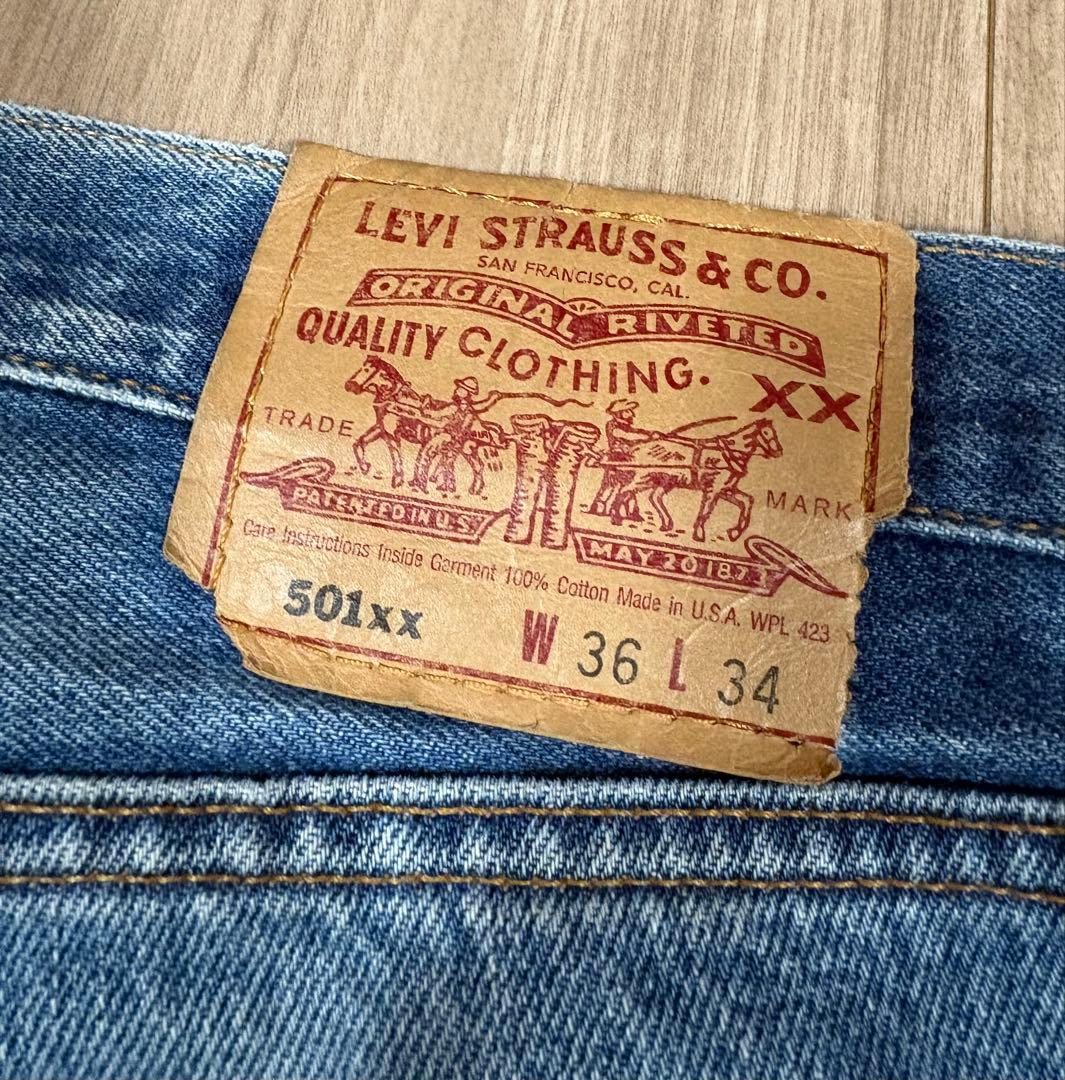 LEVI STRAUSS & CO.
SAN FRANCISCO, CAL.
ORIGINAL RIVETED
QUALITY CLOTHING.
XX
TRADE MARK
PATENTED IN U.S.
MAY 20 1873
Care Instructions Inside Garment 100% Cotton Made in U.S.A. WPL 423
501xx W 36 L 34